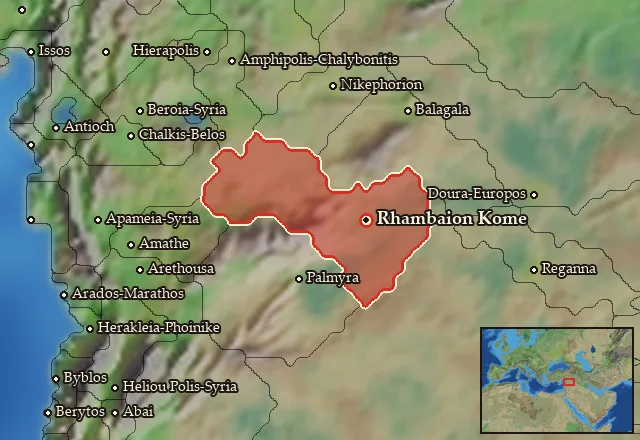 Issos
Hierapolis
Amphipolis-Chalybonitis
Nikephorion
Beroia-Syria
Balagala
Antioch
Chalkis-Belos
Doura-Europos
Apameia-Syria
Rhambaion Kome
Amathe
Arethousa
Reganna
Palmyra
Arados-Marathos
Herakleia-Phoinike
Byblos
Heliou Polis-Syria
Berytos
Abai